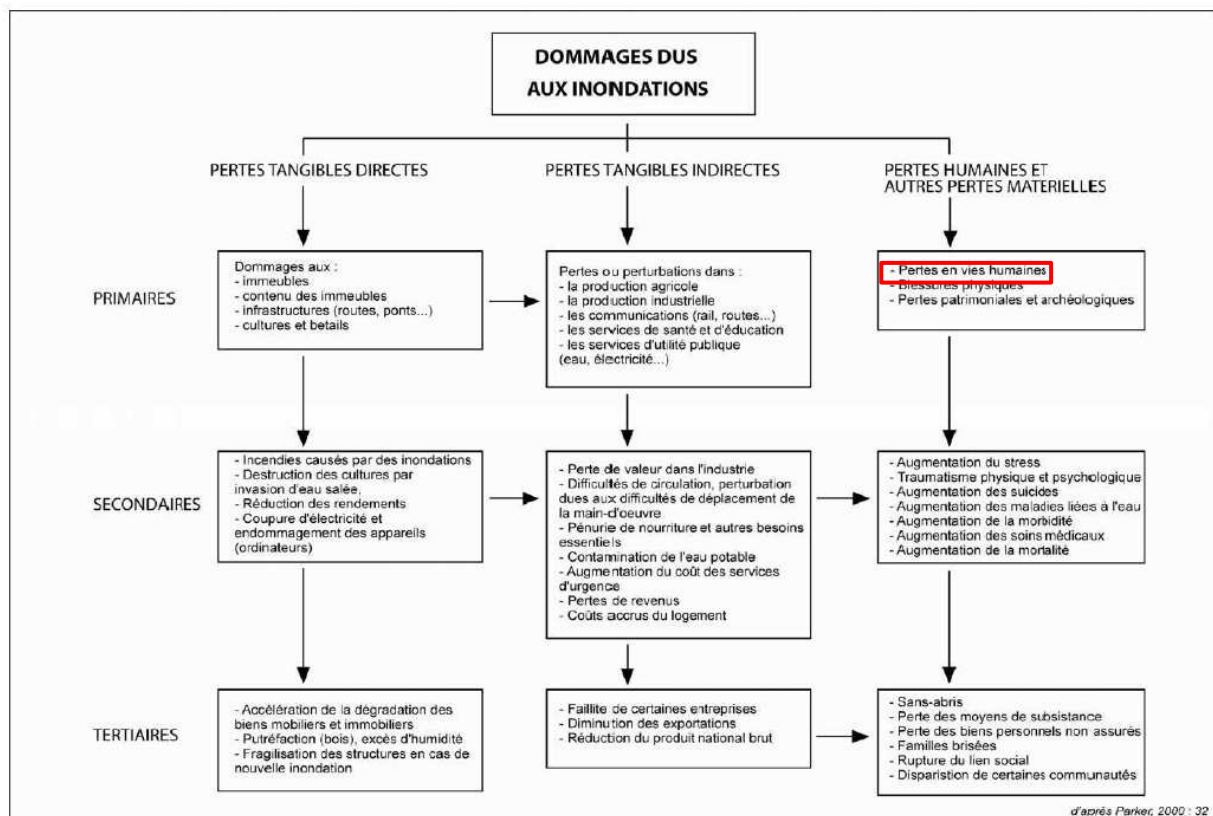 DOMMAGES DUS
AUX INONDATIONS
PERTES TANGIBLES DIRECTES
PERTES TANGIBLES INDIRECTES
PERTES HUMAINES ET
AUTRES PERTES MATERIELLES
PRIMAIRES
Dommages aux :
- immeubles
- contenu des immeubles
- infrastructures (routes, ponts...)
- cultures et betails
Pertes ou perturbations dans :
- la production agricole
- la production industrielle
- les communications (rail, routes...)
- les services de santé et d'éducation
- les services d'utilité publique
(eau, électricité...)
- Pertes en vies humaines
- Blessures physiques
- Pertes patrimoniales et archéologiques
SECONDAIRES
- Incendies causés par des inondations
- Destruction des cultures par
invasion d'eau salée,
- Réduction des rendements
- Coupure d'électricité et
endommagement des appareils
(ordinateurs)
- Perte de valeur dans l'industrie
- Difficultés de circulation, perturbation
dues aux difficultés de déplacement de
la main-d'oeuvre
- Pénurie de nourriture et autres besoins
essentiels
- Contamination de l'eau potable
- Augmentation du coût des services
d'urgence
- Pertes de revenus
- Coûts accrus du logement
- Augmentation du stress
- Traumatisme physique et psychologique
- Augmentation des suicides
- Augmentation des maladies liées à l'eau
- Augmentation de la morbidité
- Augmentation des soins médicaux
- Augmentation de la mortalité
TERTIAIRES
- Accélération de la dégradation des
biens mobiliers et immobiliers
- Putréfaction (bois), excès d'humidité
- Fragilisation des structures en cas de
nouvelle inondation
- Faillite de certaines entreprises
- Diminution des exportations
- Réduction du produit national brut
- Sans-abris
- Perte des moyens de subsistance
- Perte des biens personnels non assurés
- Familles brisées
- Rupture du lien social
- Disparistion de certaines communautés
d'après Parker, 2000 : 32